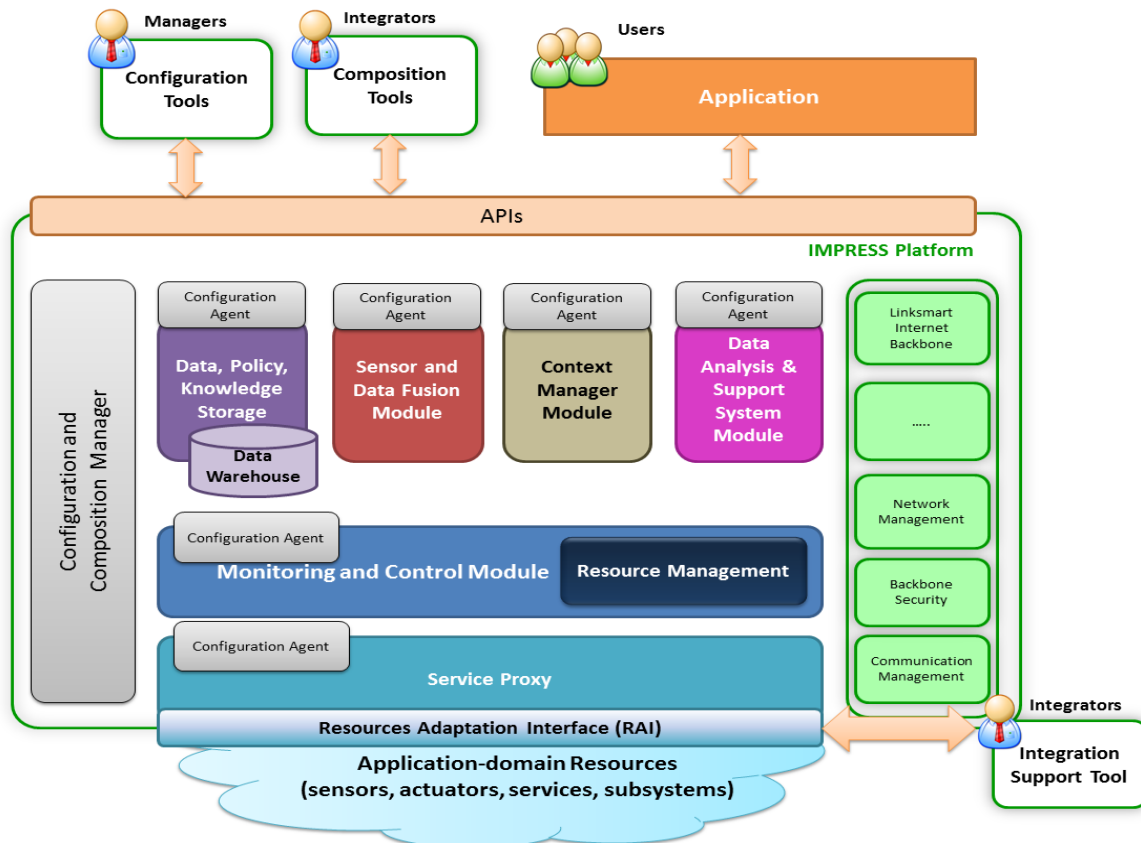 Managers
Configuration
Tools
Integrators
Composition
Tools
Users
Application
APIs
IMPRESS Platform
Configuration and
Composition Manager
Configuration
Agent
Data, Policy,
Knowledge
Storage
Data
Warehouse
Configuration
Agent
Sensor and
Data Fusion
Module
Configuration
Agent
Context
Manager
Module
Configuration
Agent
Data
Analysis &
Support
System
Module
Linksmart
Internet
Backbone
.....
Network
Management
Backbone
Security
Communication
Management
Configuration Agent
Monitoring and Control Module
Resource Management
Configuration Agent
Service Proxy
Resources Adaptation Interface (RAI)
Application-domain Resources
(sensors, actuators, services, subsystems)
Integrators
Integration
Support Tool